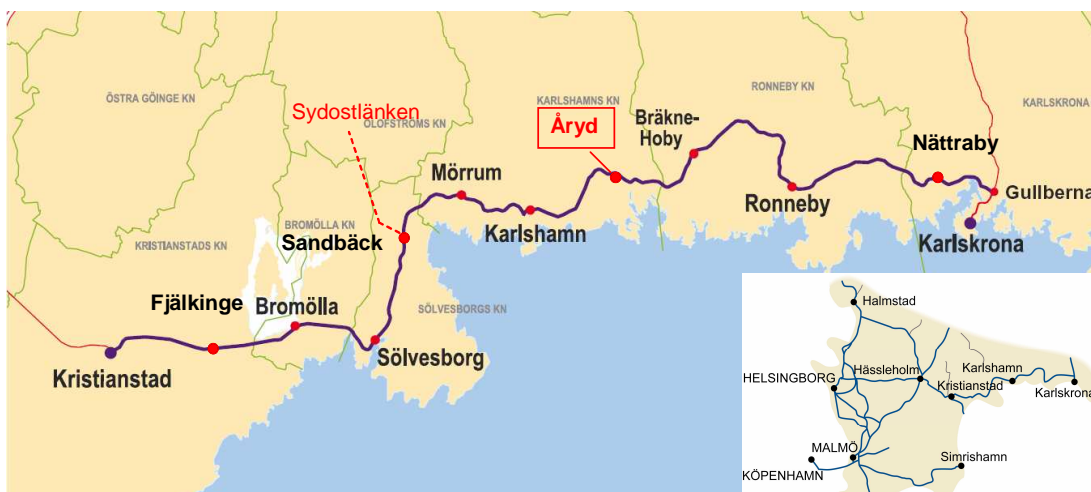 ÖSTRA GÖINGE KN
Sydostlänken
OLOFSTRÖMS KN
KARLSHAMNS KN
RONNEBY KN
KARLSKRONA
Åryd
Bräkne-
Hoby
Nättraby
Mörrum
Gullberna
Ronneby
BROMÖLLA KN
Karlshamn
KRISTIANSTADS KN
Sandbäck
Karlskrona
Fjälkinge
Bromölla
SÖLVESBORGS KN
Sölvesborg
Kristianstad
Halmstad
Hässleholm
Karlshamn
HELSINGBORG
Kristianstad
Karlskrona
MALMÖ
Simrishamn
KÖPENHAMN